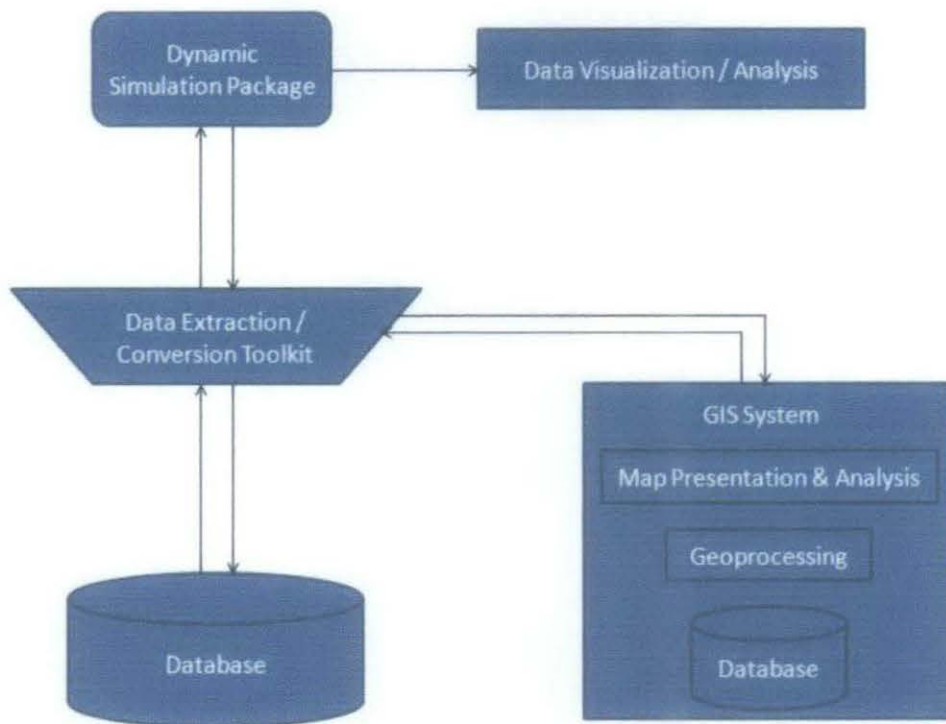 Dynamic
Simulation Package
Data Visualization / Analysis
Data Extraction /
Conversion Toolkit
GIS System
Map Presentation & Analysis
Geoprocessing
Database
Database